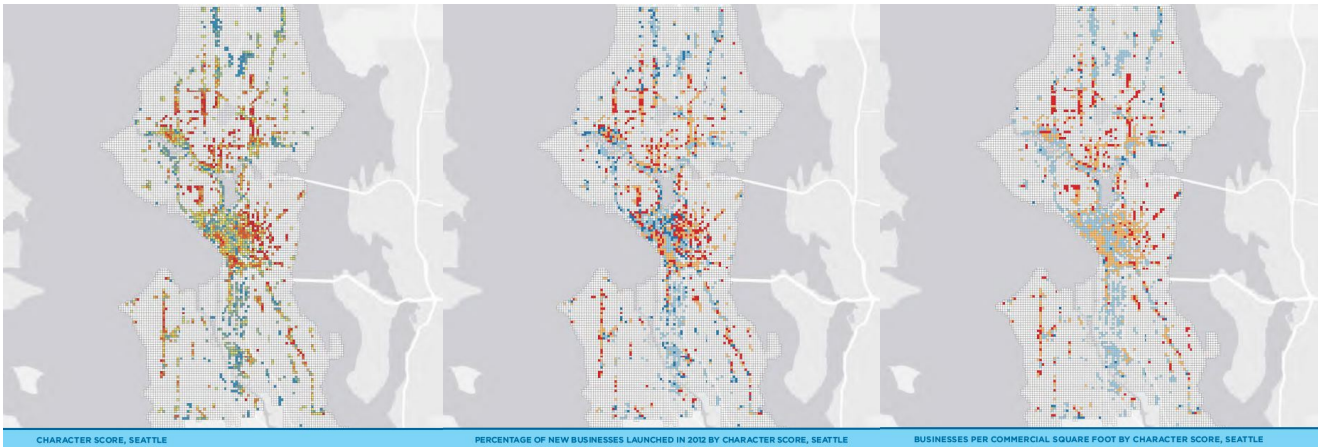 CHARACTER SCORE, SEATTLE
PERCENTAGE OF NEW BUSINESSES LAUNCHED IN 2012 BY CHARACTER SCORE, SEATTLE
BUSINESSES PER COMMERCIAL SQUARE FOOT BY CHARACTER SCORE, SEATTLE